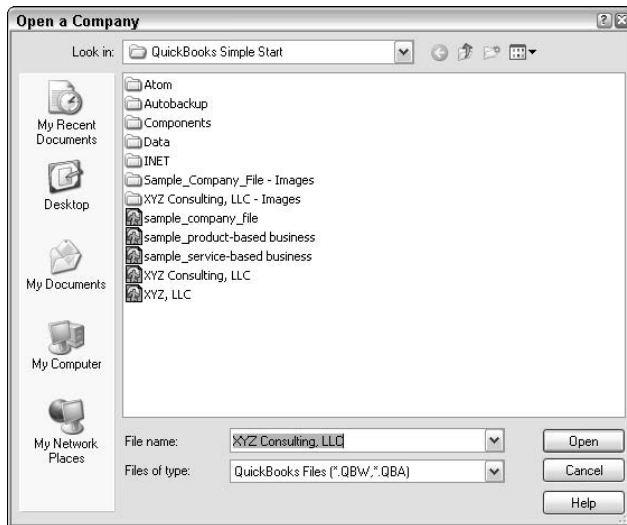 Open a Company
Look in: QuickBooks Simple Start
My Recent Documents
Desktop
My Documents
My Computer
My Network Places
Atom
Autobackup
Components
Data
INET
Sample_Company_File - Images
XYZ Consulting, LLC - Images
sample_company_file
sample_product-based business
sample_service-based business
XYZ Consulting, LLC
XYZ, LLC
File name: XYZ Consulting, LLC
Open
Files of type: QuickBooks Files (*.QBW,*.QBA)
Cancel
Help